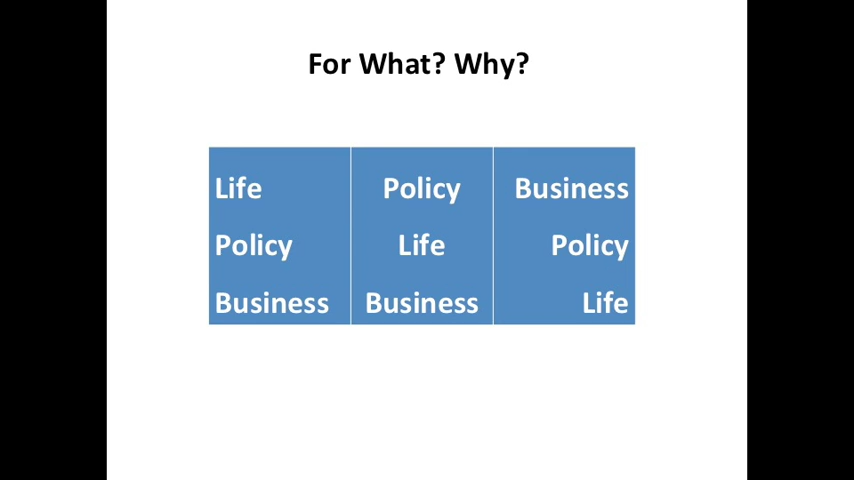 For What? Why?
Life Policy Business
Policy Life Policy
Business Business Life